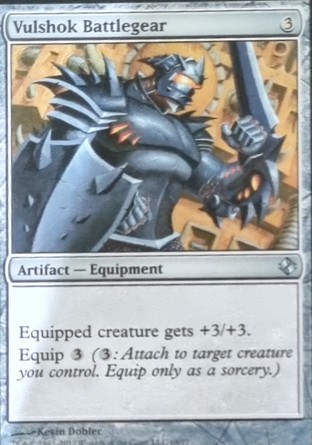 Vulshok Battlegear 3
Artifact — Equipment
Equipped creature gets +3/+3.
Equip 3 (3: Attach to target creature
you control. Equip only as a sorcery.)
Kevin Dobler